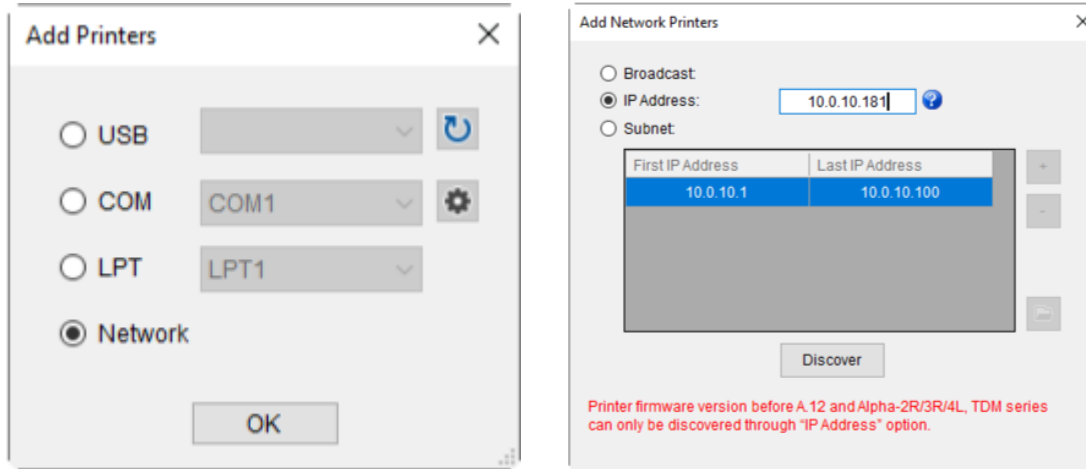 Add Printers
USB
COM COM1
LPT LPT1
Network
OK
Add Network Printers
Broadcast:
IP Address: 10.0.10.181
Subnet:
First IP Address Last IP Address
10.0.10.1 10.0.10.100
+
-
Discover
Printer firmware version before A.12 and Alpha-2R/3R/4L, TDM series
can only be discovered through “IP Address” option.